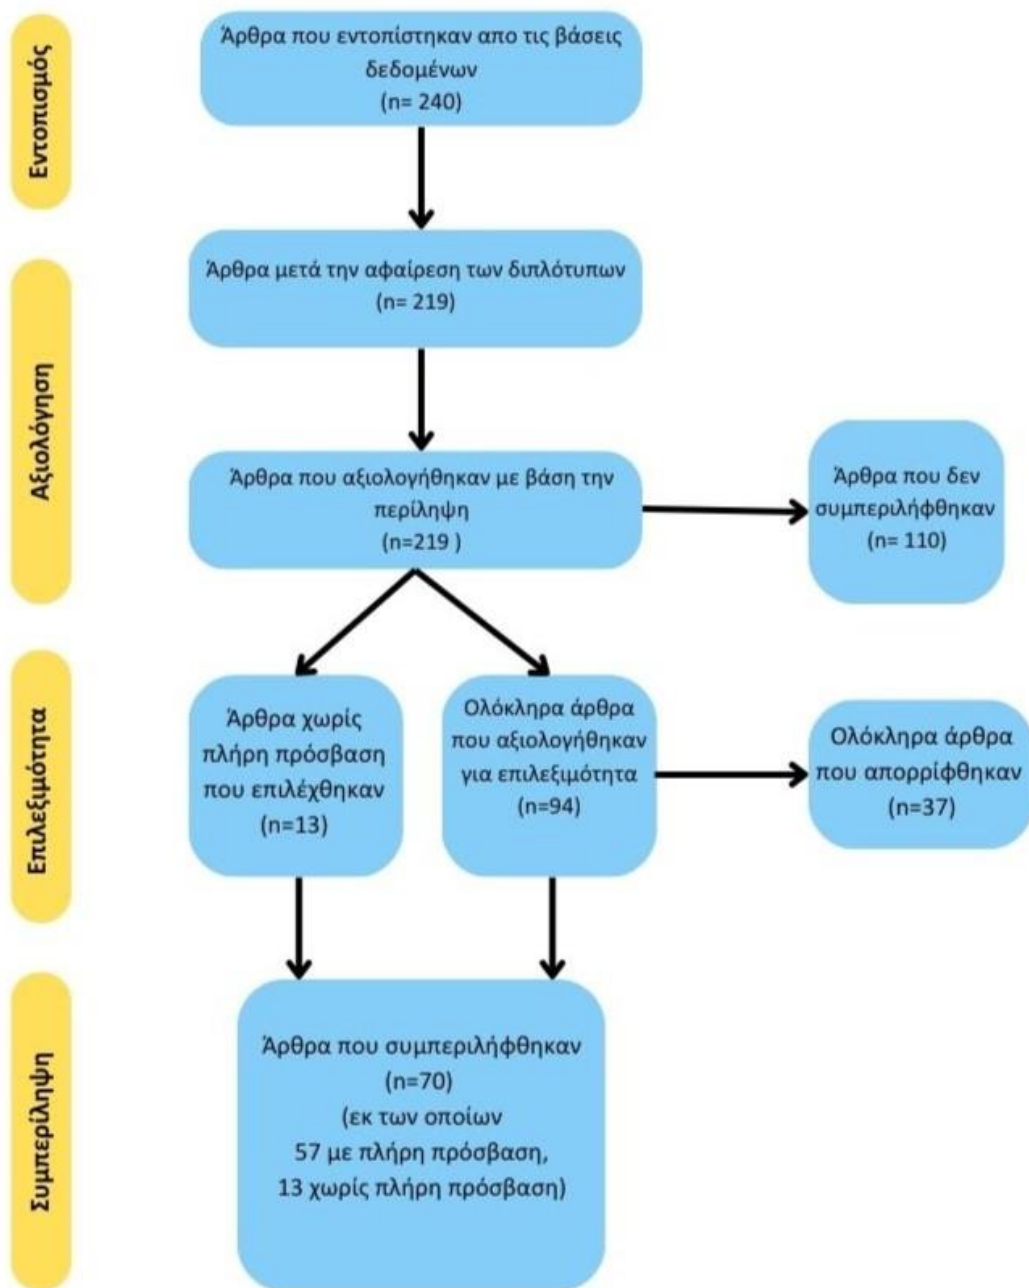 Εντοπισμός
Άρθρα που εντοπίστηκαν απο τις βάσεις
δεδομένων
(n= 240)
Αξιολόγηση
Άρθρα μετά την αφαίρεση των διπλότυπων
(n= 219)
Άρθρα που αξιολογήθηκαν με βάση την
περίληψη
(n=219 )
Άρθρα που δεν
συμπεριλήφθηκαν
(n= 110)
Επιλεξιμότητα
Άρθρα χωρίς
πλήρη πρόσβαση
που επιλέχθηκαν
(n=13)
Ολόκληρα άρθρα
που αξιολογήθηκαν
για επιλεξιμότητα
(n=94)
Ολόκληρα άρθρα
που απορρίφθηκαν
(n=37)
Συμπερίληψη
Άρθρα που συμπεριλήφθηκαν
(n=70)
(εκ των οποίων
57 με πλήρη πρόσβαση,
13 χωρίς πλήρη πρόσβαση)